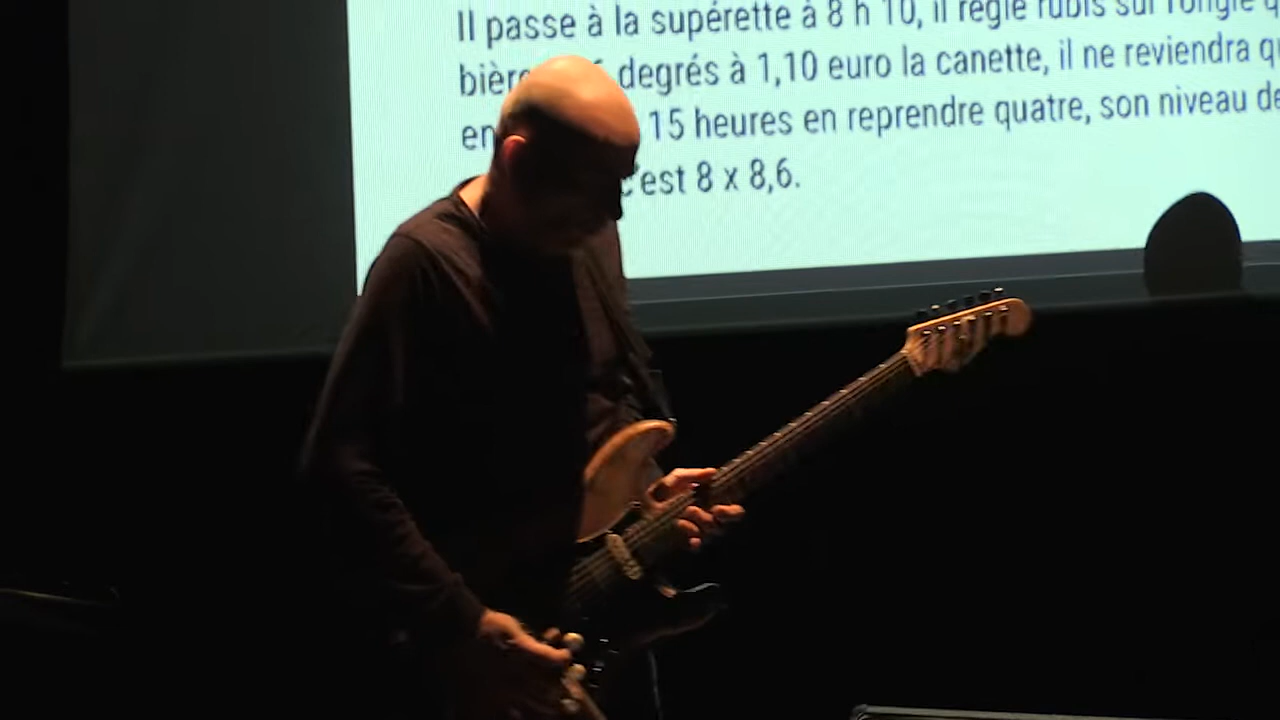 Il passe à la supérette à 8 h 10, il règle rubis sur l'ongle
degrés à 1,10 euro la canette, il ne reviendra
15 heures en reprendre quatre, son niveau de
c'est 8 x 8,6.